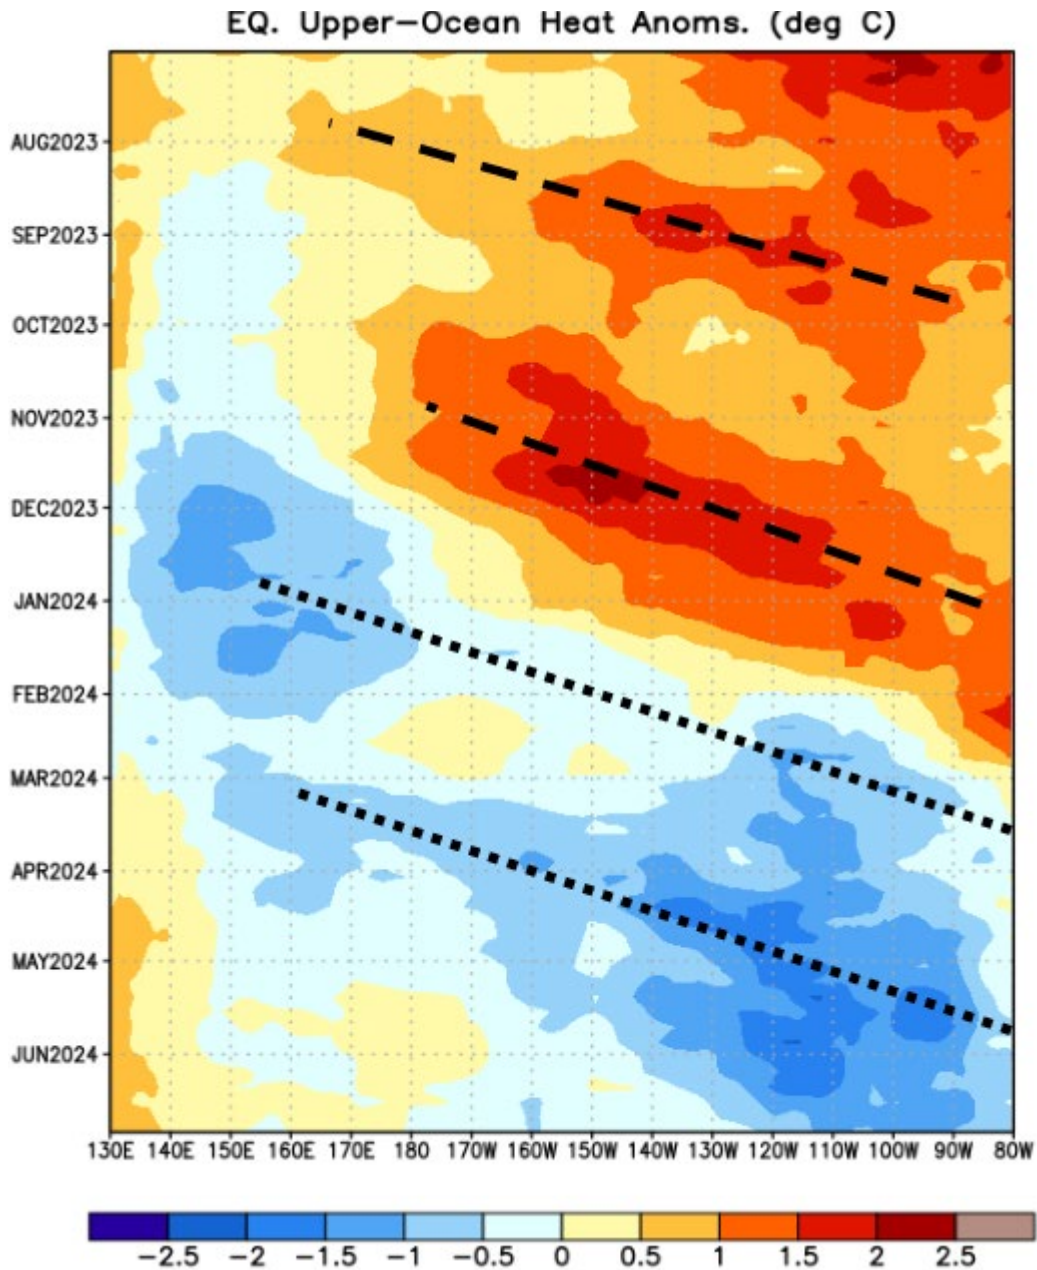 EQ. Upper-Ocean Heat Anoms. (deg C)
AUG2023
SEP2023
OCT2023
NOV2023
DEC2023
JAN2024
FEB2024
MAR2024
APR2024
MAY2024
JUN2024
130E 140E 150E 160E 170E 180 170W 160W 150W 140W 130W 120W 110W 100W 90W 80W
-2.5 -2 -1.5 -1 -0.5 0 0.5 1 1.5 2 2.5